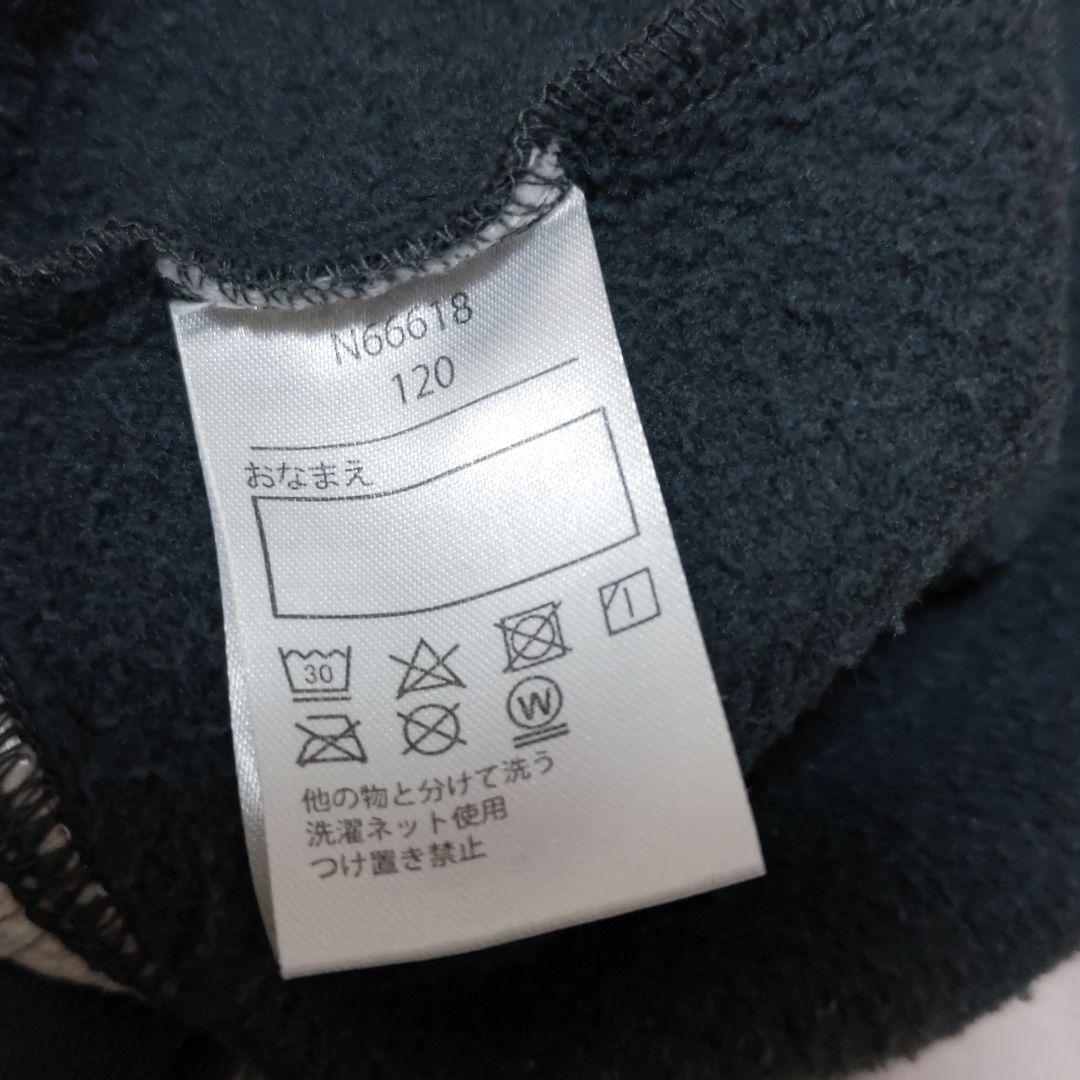 N66618
120
おなまえ
30
W
他の物と分けて洗う
洗濯ネット使用
つけ置き禁止